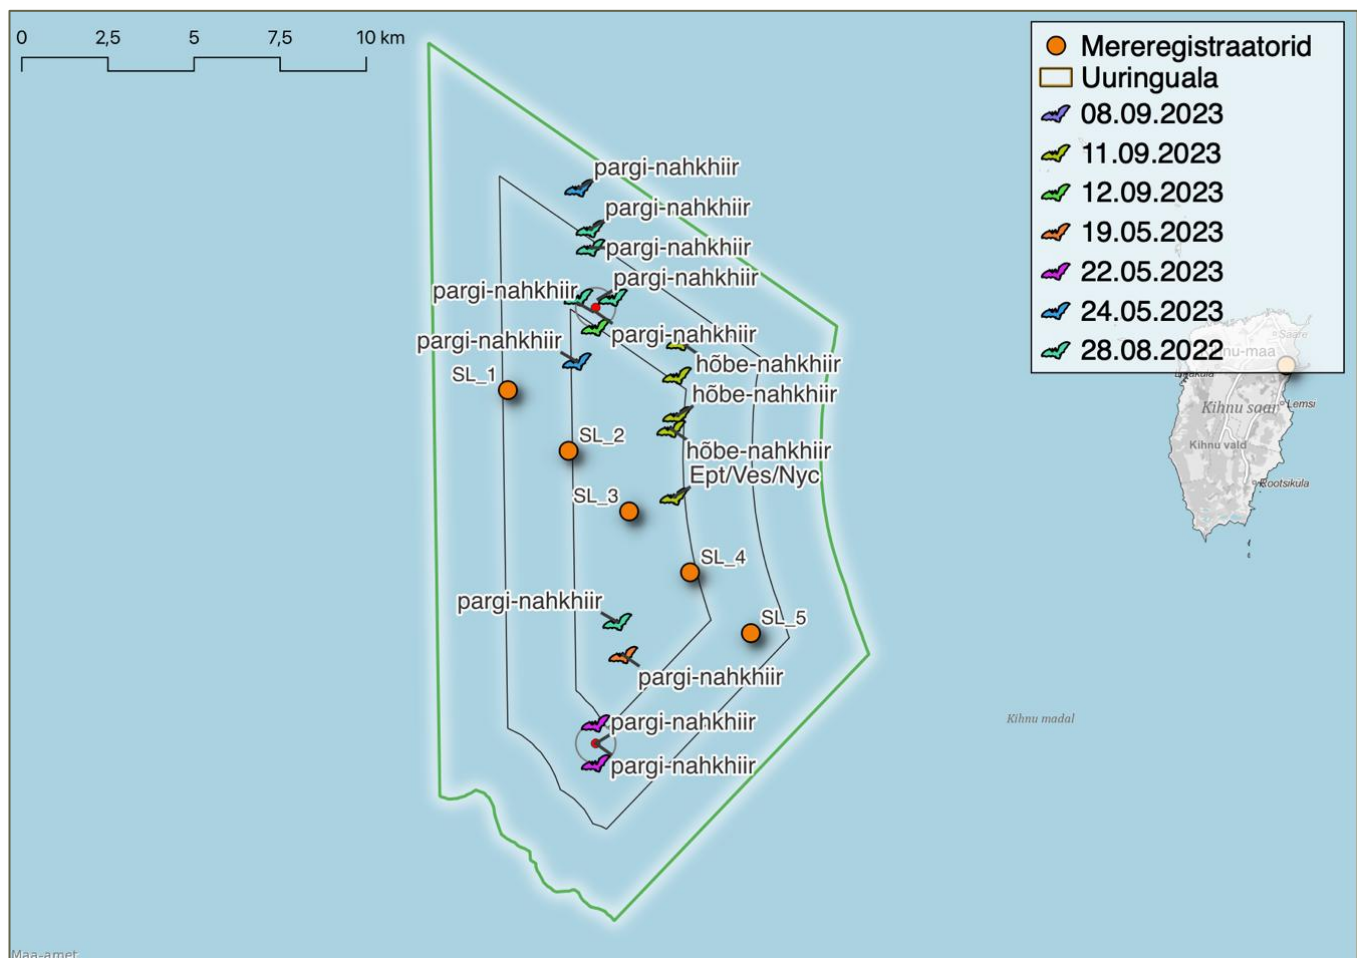 0 2,5 5 7,5 10 km
Mereregistraatorid
Uuringuala
08.09.2023
11.09.2023
12.09.2023
19.05.2023
22.05.2023
24.05.2023
28.08.2022
pargi-nahkhiir
pargi-nahkhiir
pargi-nahkhiir
pargi-nahkhiir
pargi-nahkhiir
pargi-nahkhiir
pargi-nahkhiir
hõbe-nahkhiir
SL_1
hõbe-nahkhiir
SL_2
hõbe-nahkhiir
Ept/Ves/Nyc
SL_3
SL_4
pargi-nahkhiir
SL_5
pargi-nahkhiir
pargi-nahkhiir
pargi-nahkhiir
Saare
Lemsi
Kihnu saar
Kihnu vald
Rootsiküla
Kihnu madal
Maa-amet